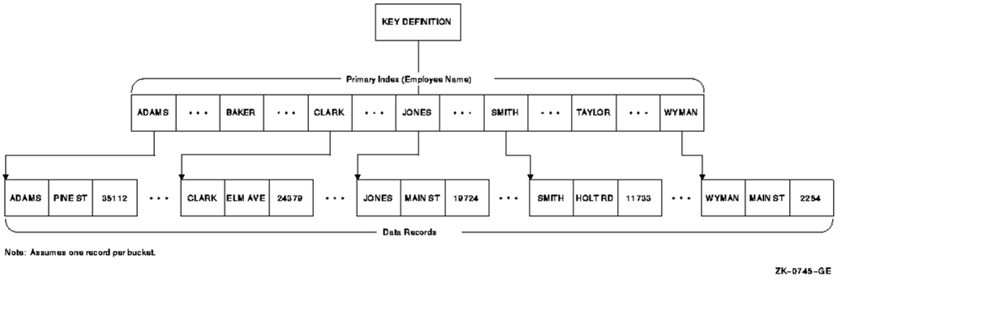 KEY DEFINITION
Primary Index (Employee Name)
ADAMS • • • BAKER • • • CLARK • • • JONES • • • SMITH • • • TAYLOR • • • WYMAN
ADAMS PINE ST 35112 • • • CLARK ELM AVE 24379 • • • JONES MAIN ST 19724 • • • SMITH HOLT RD 11733 • • • WYMAN MAIN ST 2254
Data Records
Note: Assumes one record per bucket.
ZK-0745-GE